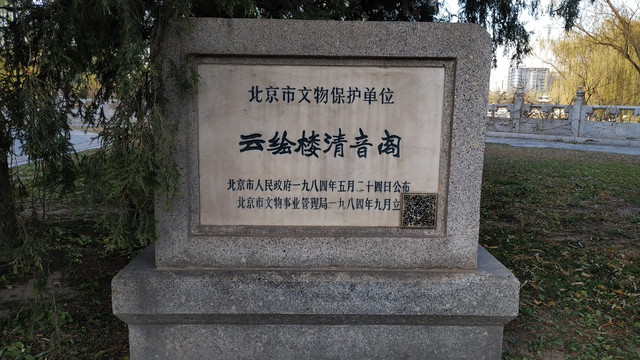 北京市文物保护单位
云绘楼清音阁
北京市人民政府一九八四年五月二十四日公布
北京市文物事业管理局一九八四年九月立